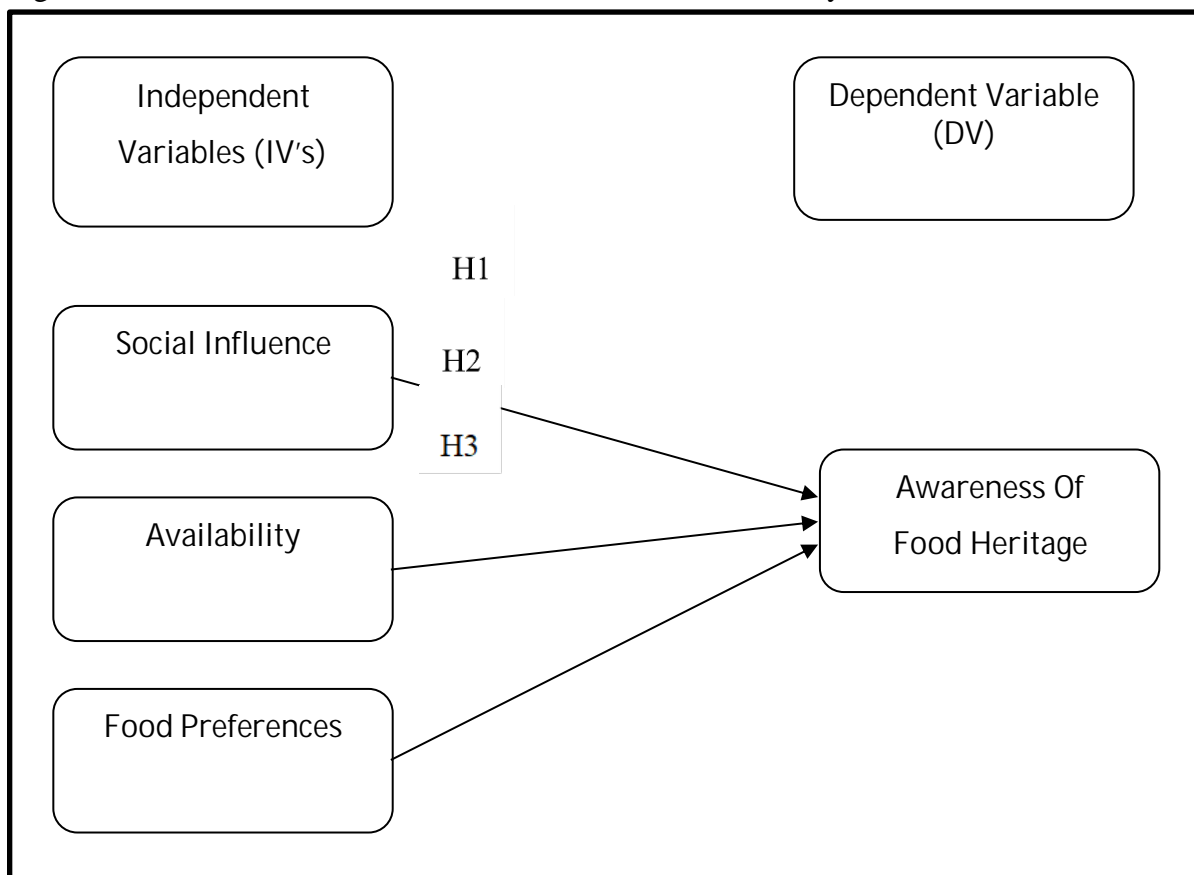 Independent
Variables (IV's)
Dependent Variable
(DV)
H1
Social Influence
H2
H3
Awareness Of
Food Heritage
Availability
Food Preferences